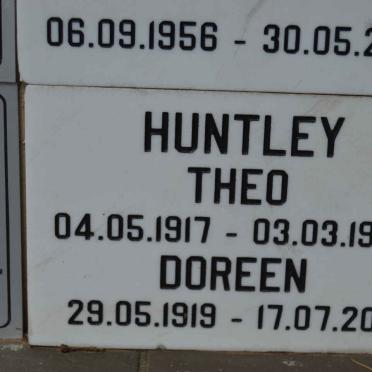 06.09.1956 - 30.05.2
HUNTLEY
THEO
04.05.1917 - 03.03.19
DOREEN
29.05.1919 - 17.07.20